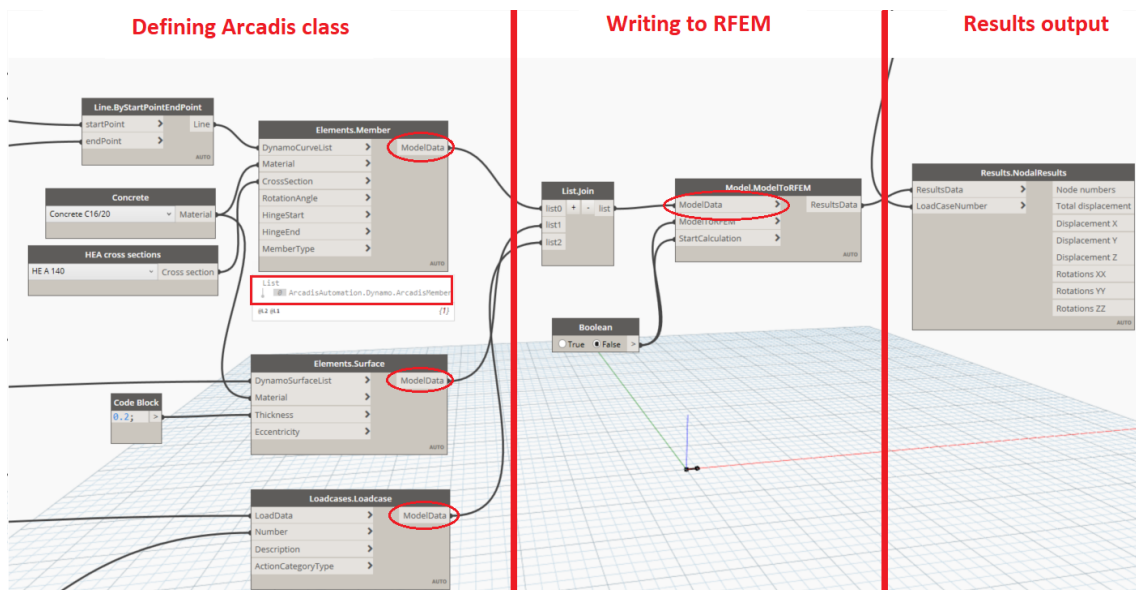 Defining Arcadis class
Writing to RFEM
Results output
Line.ByStartPointEndPoint
startPoint > Line
endPoint >
AUTO
Concrete
Concrete C16/20 Material
HEA cross sections
HE A 140 Cross section
Elements.Member
DynamoCurveList > ModelData
Material >
CrossSection >
RotationAngle >
HingeStart >
HingeEnd >
MemberType >
AUTO
List
ArcadisAutomation.Dynamo.ArcadisMember
@L2 @L1 {1}
Elements.Surface
DynamoSurfaceList > ModelData
Material >
Thickness >
Eccentricity >
AUTO
Code Block
0.2; >
Loadcases.Loadcase
LoadData > ModelData
Number >
Description >
ActionCategoryType >
AUTO
List.Join
list0 + - list
list1
list2
AUTO
Model.ModelToRFEM
ModelData > ResultsData
ModelToRFEM >
StartCalculation >
AUTO
Boolean
True False >
Results.NodalResults
ResultsData > Node numbers
LoadCaseNumber > Total displacement
Displacement X
Displacement Y
Displacement Z
Rotations XX
Rotations YY
Rotations ZZ
AUTO